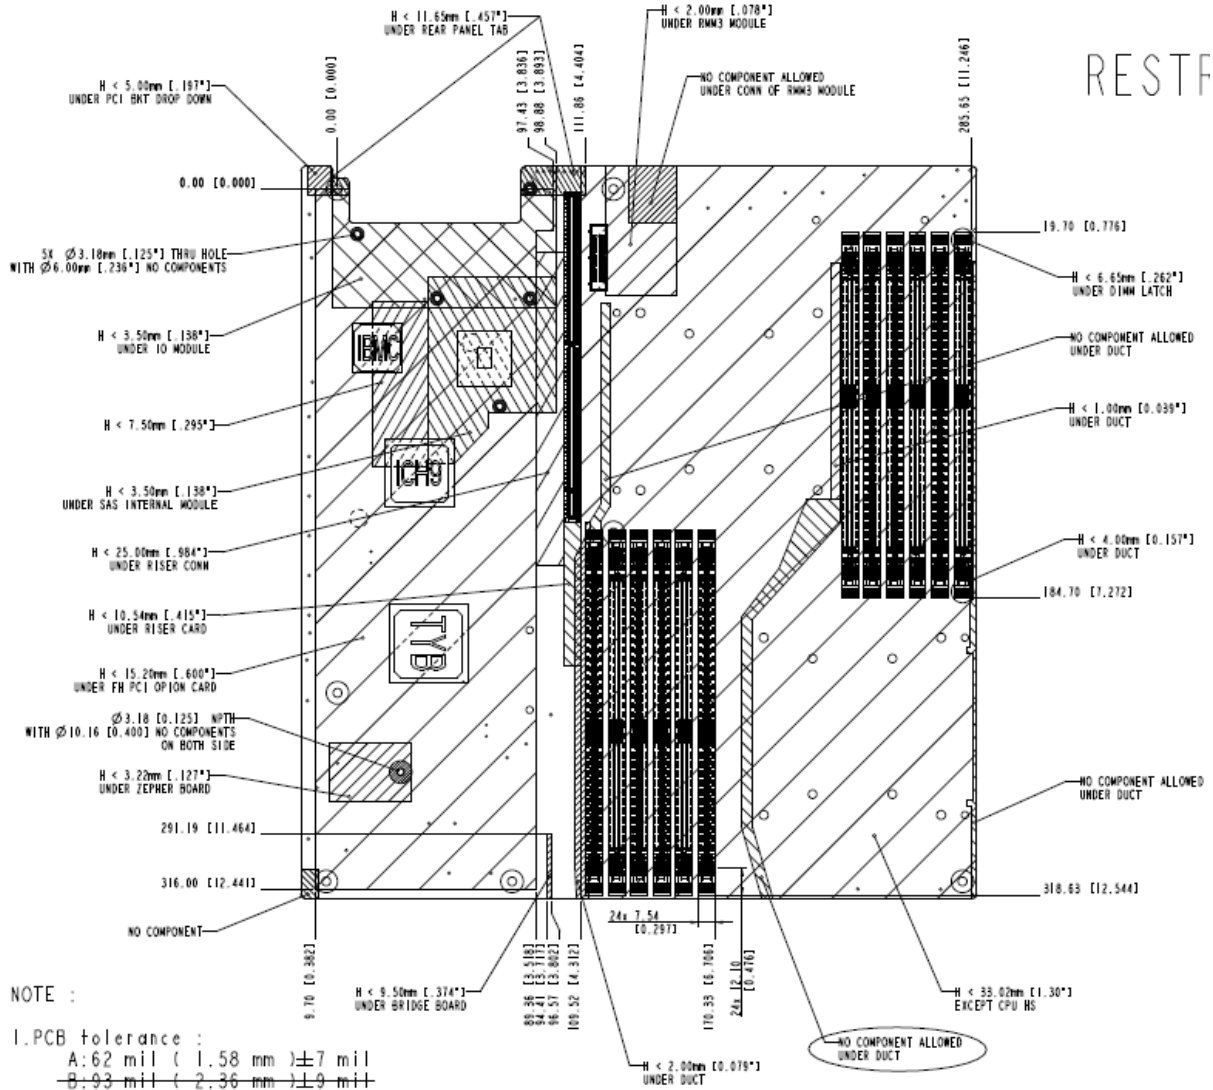 H < 11.65mm [.457"]
UNDER REAR PANEL TAB
H < 2.00mm [.078"]
UNDER RMM3 MODULE
RESTR
H < 5.00mm [.197"]
UNDER PCI BKT DROP DOWN
0.00 [0.000]
97.43 [3.836]
98.88 [3.893]
111.86 [4.404]
NO COMPONENT ALLOWED
UNDER CONN OF RMM3 MODULE
285.65 [11.246]
0.00 [0.000]
19.70 [0.776]
5X Ø3.18mm [.125"] THRU HOLE
WITH Ø6.00mm [.236"] NO COMPONENTS
H < 6.65mm [.262"]
UNDER DIMM LATCH
H < 3.50mm [.138"]
UNDER IO MODULE
IBMC
NO COMPONENT ALLOWED
UNDER DUCT
H < 7.50mm [.295"]
H < 1.00mm [0.039"]
UNDER DUCT
ICH9
H < 3.50mm [.138"]
UNDER SAS INTERNAL MODULE
H < 25.00mm [.984"]
UNDER RISER CONN
H < 4.00mm [0.157"]
UNDER DUCT
184.70 [7.272]
H < 10.54mm [.415"]
UNDER RISER CARD
TYB
H < 15.20mm [.600"]
UNDER FH PCI OPION CARD
Ø3.18 [0.125] NPTH
WITH Ø10.16 [0.400] NO COMPONENTS
ON BOTH SIDE
H < 3.22mm [.127"]
UNDER ZEPHER BOARD
NO COMPONENT ALLOWED
UNDER DUCT
291.19 [11.464]
316.00 [12.441]
318.63 [12.544]
NO COMPONENT
24x 7.54
[0.297]
9.70 [0.382]
89.36 [3.518]
94.41 [3.717]
96.57 [3.802]
109.52 [4.312]
170.33 [6.706]
24x 12.10
[0.476]
H < 9.50mm [.374"]
UNDER BRIDGE BOARD
H < 33.02mm [1.30"]
EXCEPT CPU HS
NO COMPONENT ALLOWED
UNDER DUCT
H < 2.00mm [0.079"]
UNDER DUCT
NOTE :
1.PCB tolerance :
A:62 mil ( 1.58 mm )±7 mil
B:93 mil ( 2.36 mm )±9 mil